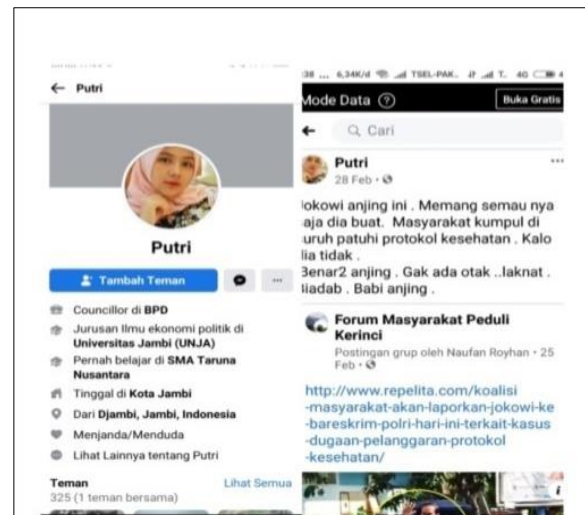 ← Putri
Putri
Tambah Teman
Councillor di BPD
Jurusan Ilmu ekonomi politik di
Universitas Jambi (UNJA)
Pernah belajar di SMA Taruna
Nusantara
Tinggal di Kota Jambi
Dari Djambi, Jambi, Indonesia
Menjanda/Menduda
Lihat Lainnya tentang Putri
Teman Lihat Semua
325 (1 teman bersama)
:38 ... 6,34K/d TSEL-PAK.. T.. 4G
Mode Data Buka Gratis
Cari
Putri
28 Feb
Jokowi anjing ini . Memang semau nya
saja dia buat. Masyarakat kumpul di
suruh patuhi protokol kesehatan . Kalo
dia tidak .
Benar2 anjing . Gak ada otak ..laknat .
Biadab . Babi anjing .
Forum Masyarakat Peduli
Kerinci
Postingan grup oleh Naufan Royhan • 25
Feb
http://www.repelita.com/koalisi
-masyarakat-akan-laporkan-jokowi-ke
-bareskrim-polri-hari-ini-terkait-kasus
-dugaan-pelanggaran-protokol
-kesehatan/